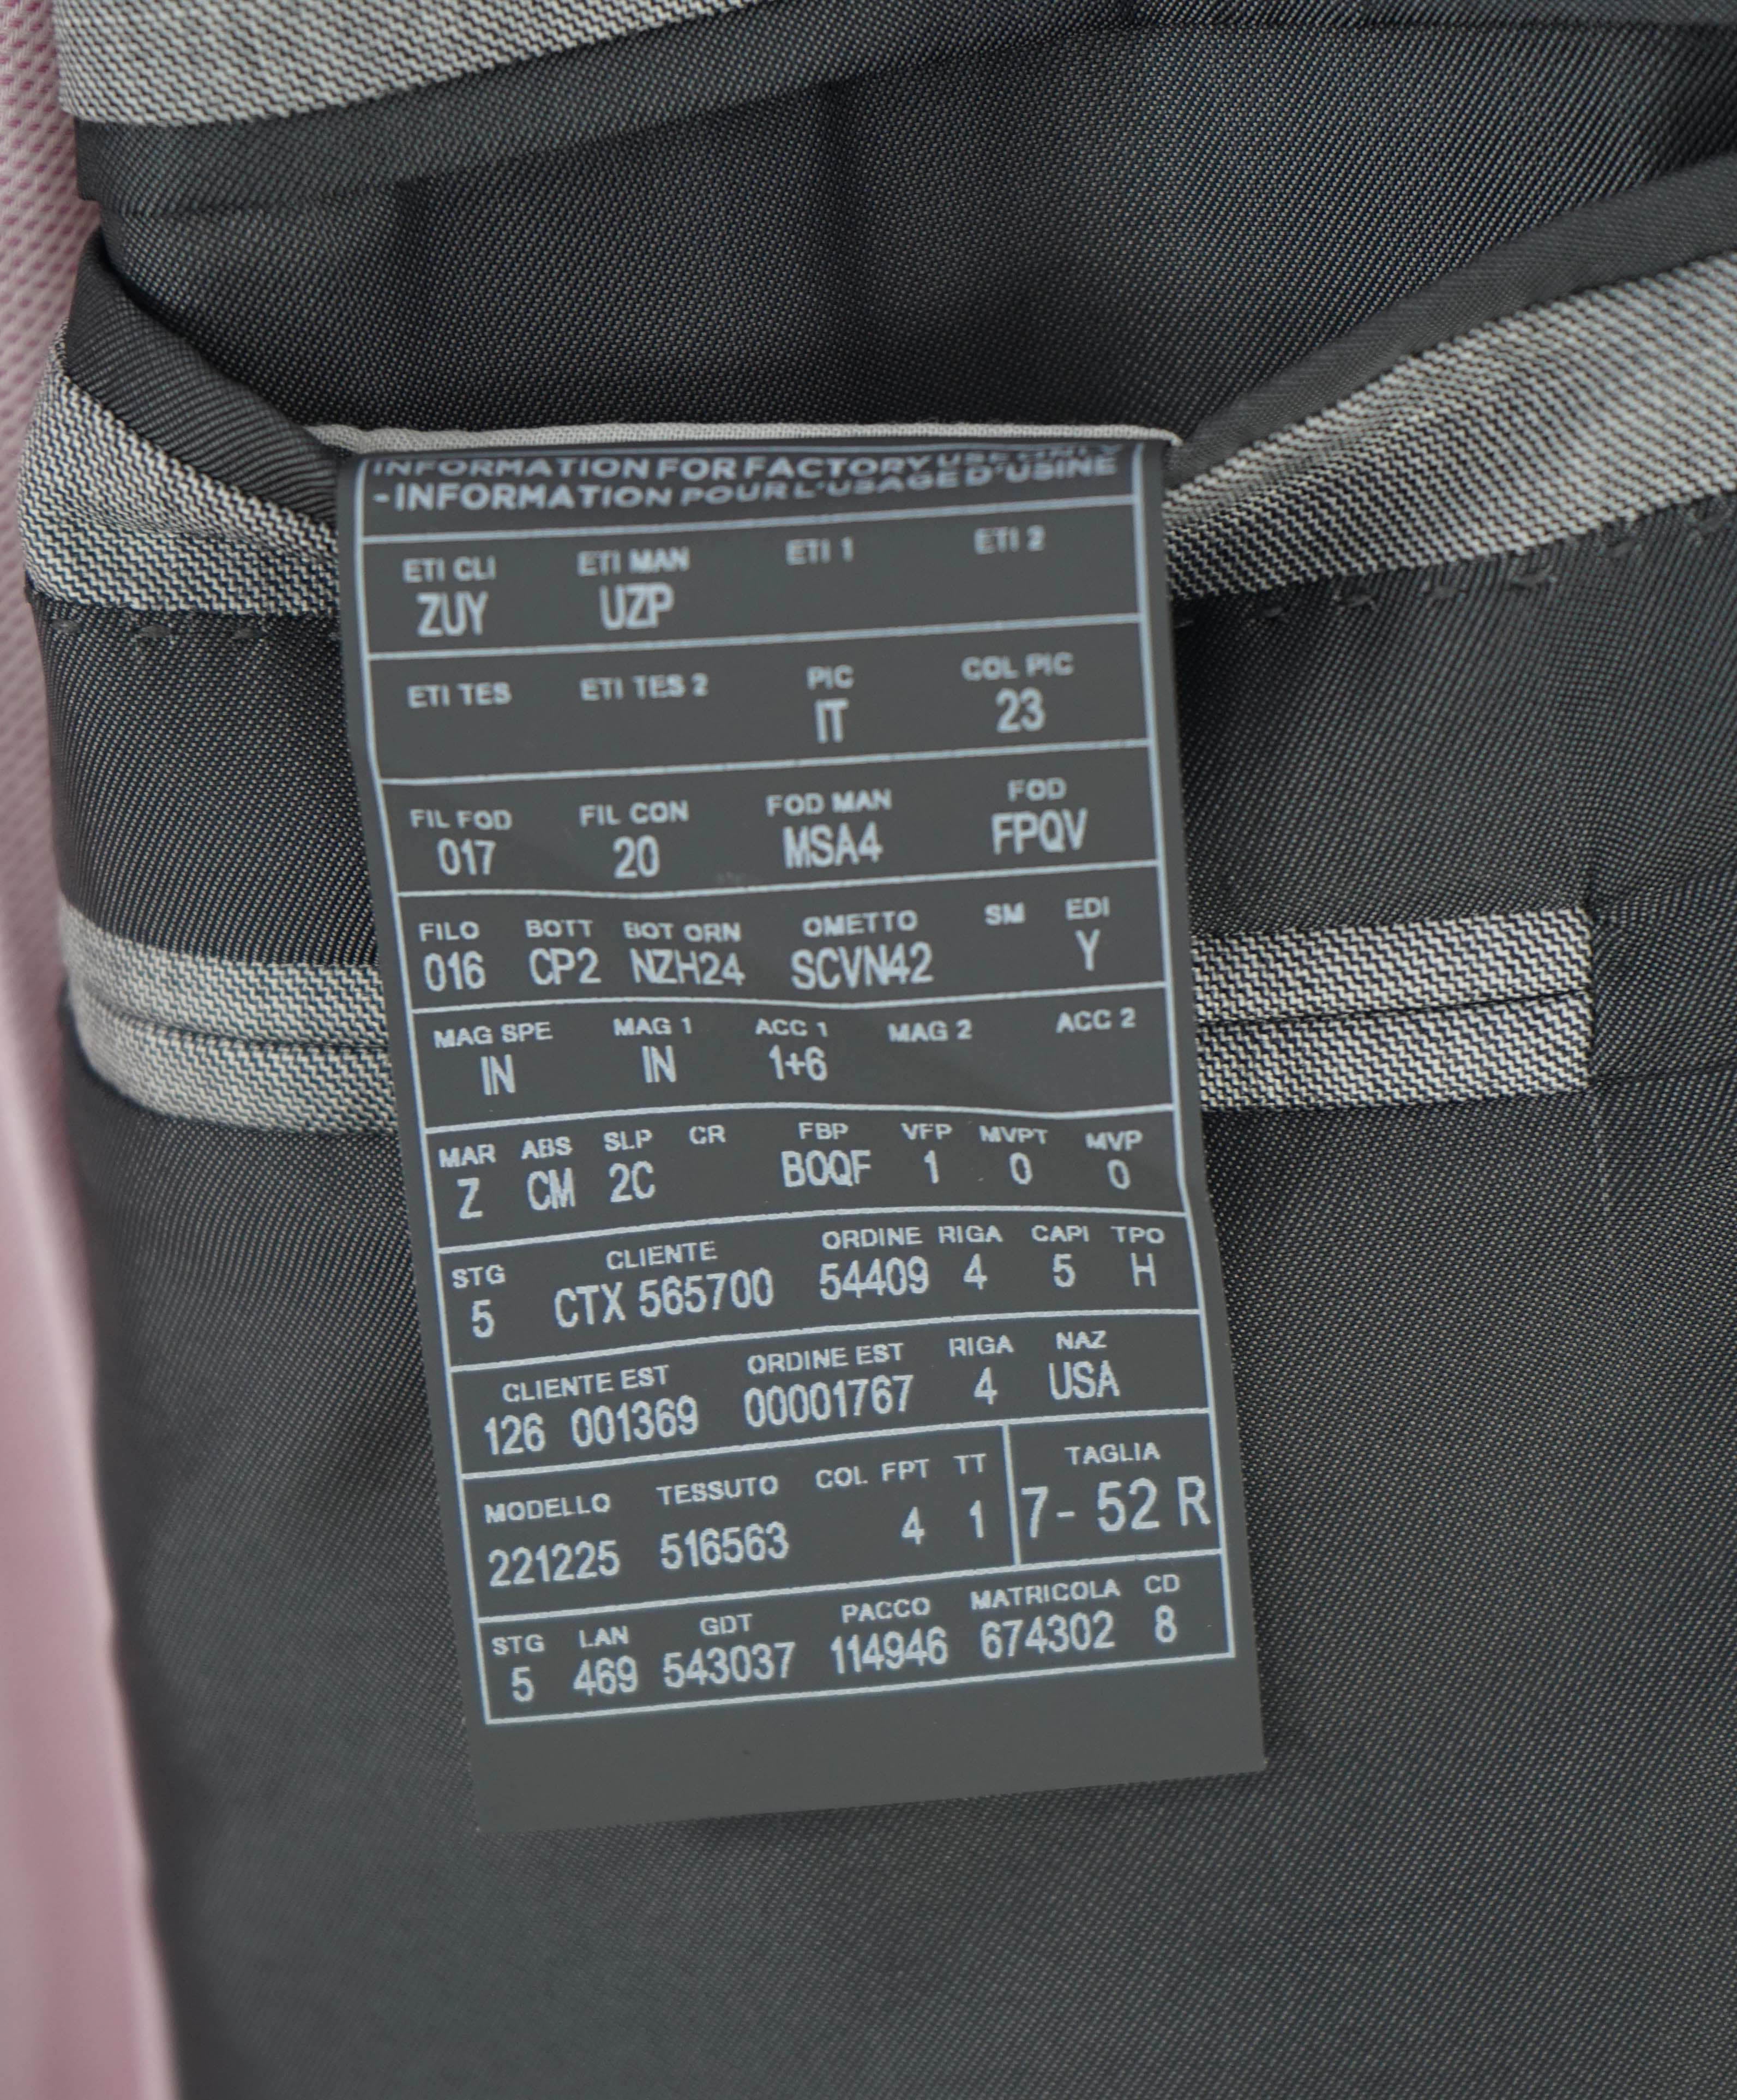 INFORMATION FOR FACTORY USE ONLY
-INFORMATION POUR L'USAGE D'USINE
ETI CLI ETI MAN ETI 1 ETI 2
ZUY UZP
ETI TES ETI TES 2 PIC COL PIC
IT 23
FIL FOD FIL CON FOD MAN FOD
017 20 MSA4 FPQV
FILO BOTT BOT ORN OMETTO SM EDI
016 CP2 NZH24 SCVN42 Y
MAG SPE MAG 1 ACC 1 MAG 2 ACC 2
IN IN 1+6
MAR ABS SLP CR FBP VFP MVPT MVP
Z CM 2C BOQF 1 0 0
STG CLIENTE ORDINE RIGA CAPI TPO
5 CTX 565700 54409 4 5 H
CLIENTE EST ORDINE EST RIGA NAZ
126 001369 00001767 4 USA
MODELLO TESSUTO COL FPT TT TAGLIA
221225 516563 4 1 7- 52 R
STG LAN GDT PACCO MATRICOLA CD
5 469 543037 114946 674302 8